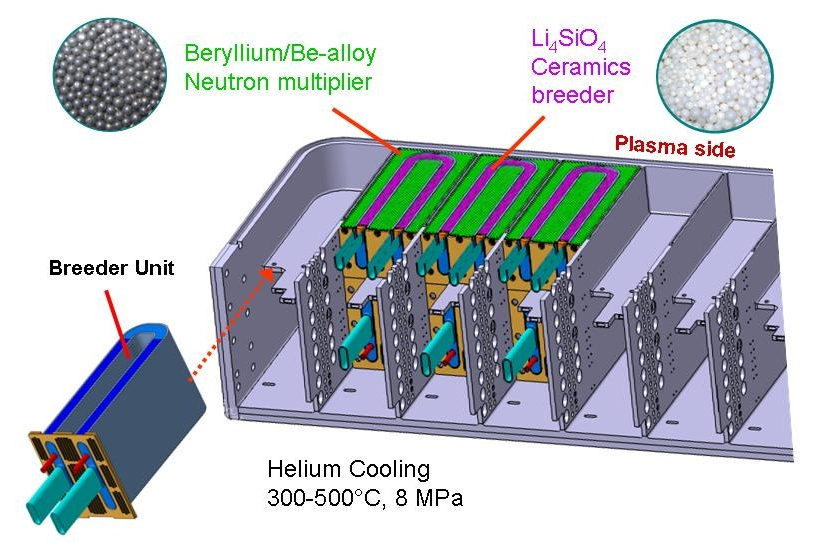 Beryllium/Be-alloy
Neutron multiplier
Li₄SiO₄
Ceramics
breeder
Plasma side
Breeder Unit
Helium Cooling
300-500°C, 8 MPa